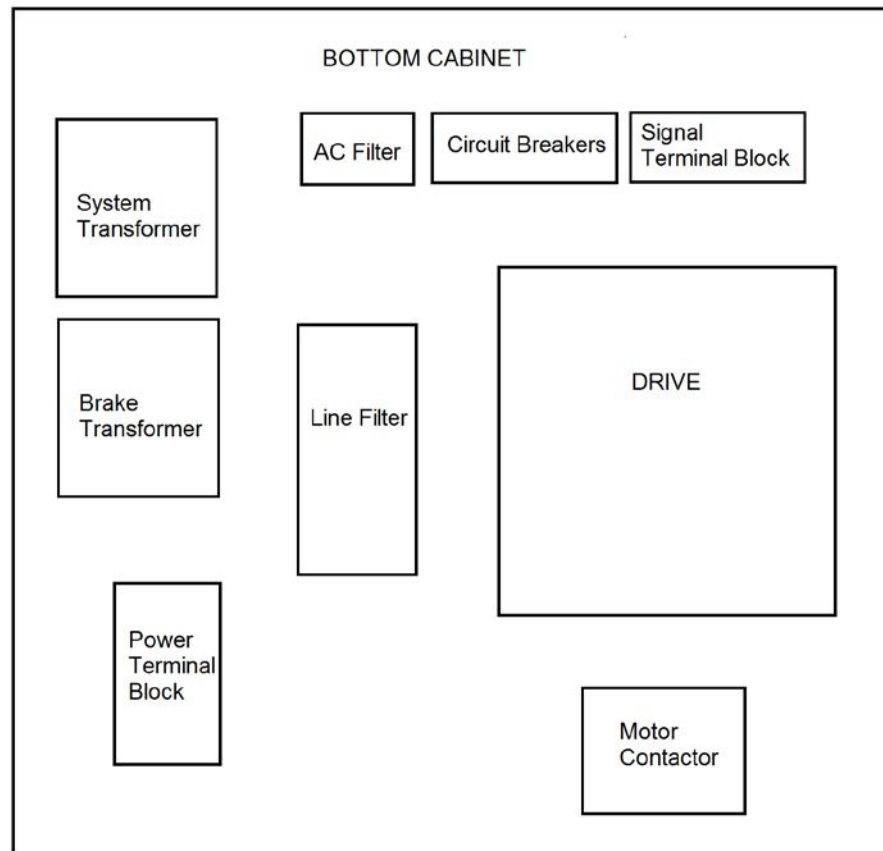 BOTTOM CABINET
AC Filter
Circuit Breakers
Signal
Terminal Block
System
Transformer
Brake
Transformer
Line Filter
DRIVE
Power
Terminal
Block
Motor
Contactor